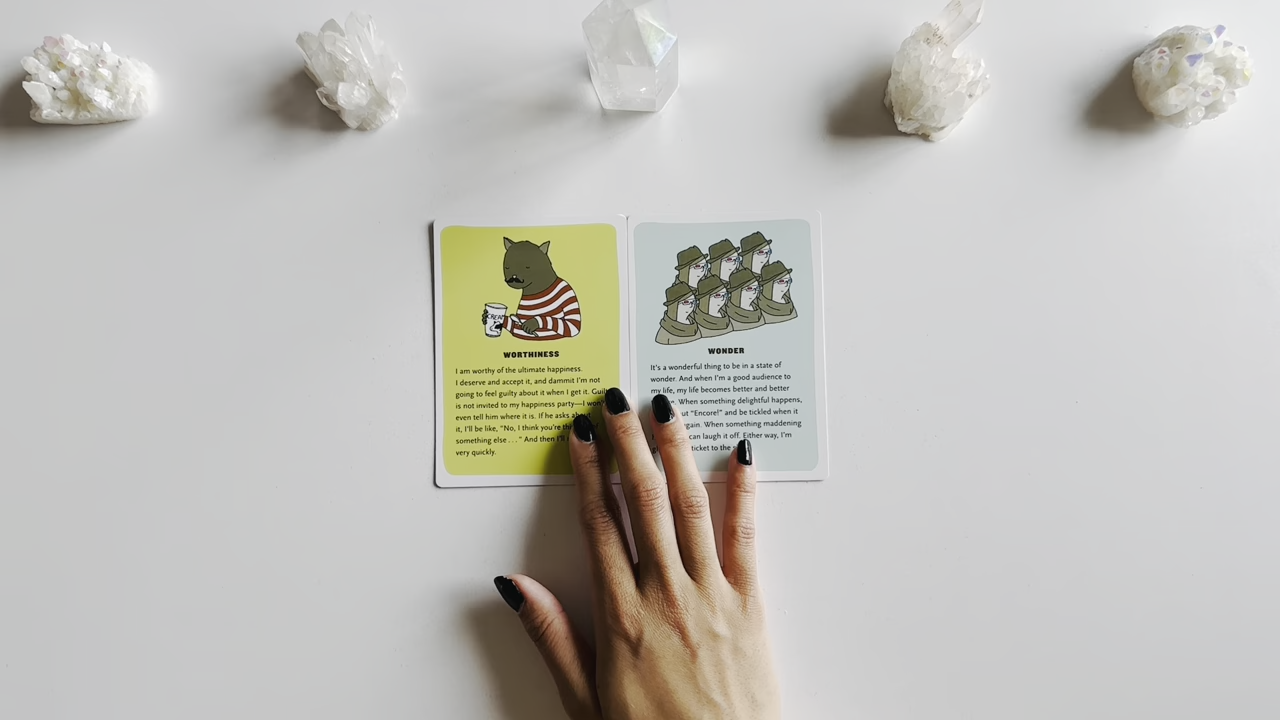 CREAM
WORTHINESS
I am worthy of the ultimate happiness.
I deserve and accept it, and dammit I'm not
going to feel guilty about it when I get it. Guilt
is not invited to my happiness party—I won't
even tell him where it is. If he asks about
it, I'll be like, "No, I think you're
something else . . ." And then I'll
very quickly.
WONDER
It's a wonderful thing to be in a state of
wonder. And when I'm a good audience to
my life, my life becomes better and better
When something delightful happens,
"Encore!" and be tickled when it
again. When something maddening
can laugh it off. Either way, I'm
ticket to the